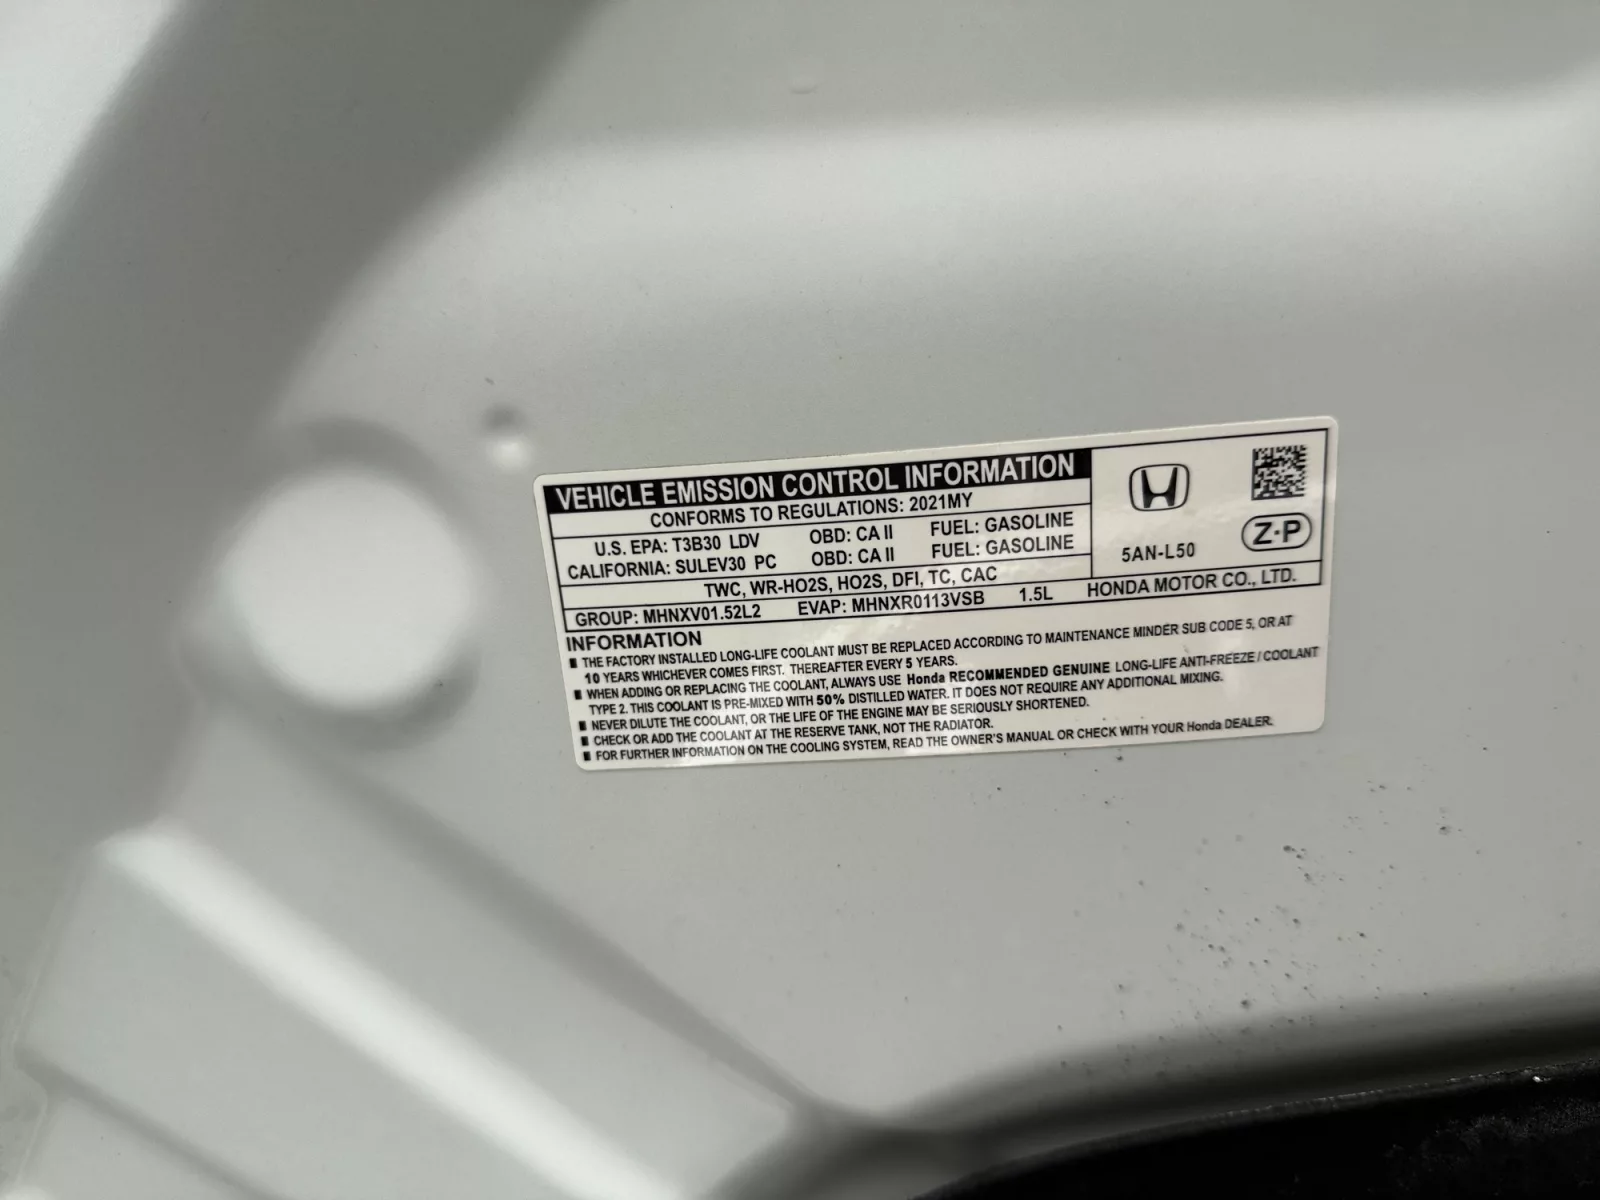 VEHICLE EMISSION CONTROL INFORMATION
CONFORMS TO REGULATIONS: 2021MY
U.S. EPA: T3B30 LDV OBD: CA II FUEL: GASOLINE
CALIFORNIA: SULEV30 PC OBD: CA II FUEL: GASOLINE
TWC, WR-HO2S, HO2S, DFI, TC, CAC
5AN-L50
Z·P
GROUP: MHNXV01.52L2 EVAP: MHNXR0113VSB 1.5L HONDA MOTOR CO., LTD.
INFORMATION
■ THE FACTORY INSTALLED LONG-LIFE COOLANT MUST BE REPLACED ACCORDING TO MAINTENANCE MINDER SUB CODE 5, OR AT
10 YEARS WHICHEVER COMES FIRST. THEREAFTER EVERY 5 YEARS.
■ WHEN ADDING OR REPLACING THE COOLANT, ALWAYS USE Honda RECOMMENDED GENUINE LONG-LIFE ANTI-FREEZE / COOLANT
TYPE 2. THIS COOLANT IS PRE-MIXED WITH 50% DISTILLED WATER. IT DOES NOT REQUIRE ANY ADDITIONAL MIXING.
■ NEVER DILUTE THE COOLANT, OR THE LIFE OF THE ENGINE MAY BE SERIOUSLY SHORTENED.
■ CHECK OR ADD THE COOLANT AT THE RESERVE TANK, NOT THE RADIATOR.
■ FOR FURTHER INFORMATION ON THE COOLING SYSTEM, READ THE OWNER'S MANUAL OR CHECK WITH YOUR Honda DEALER.